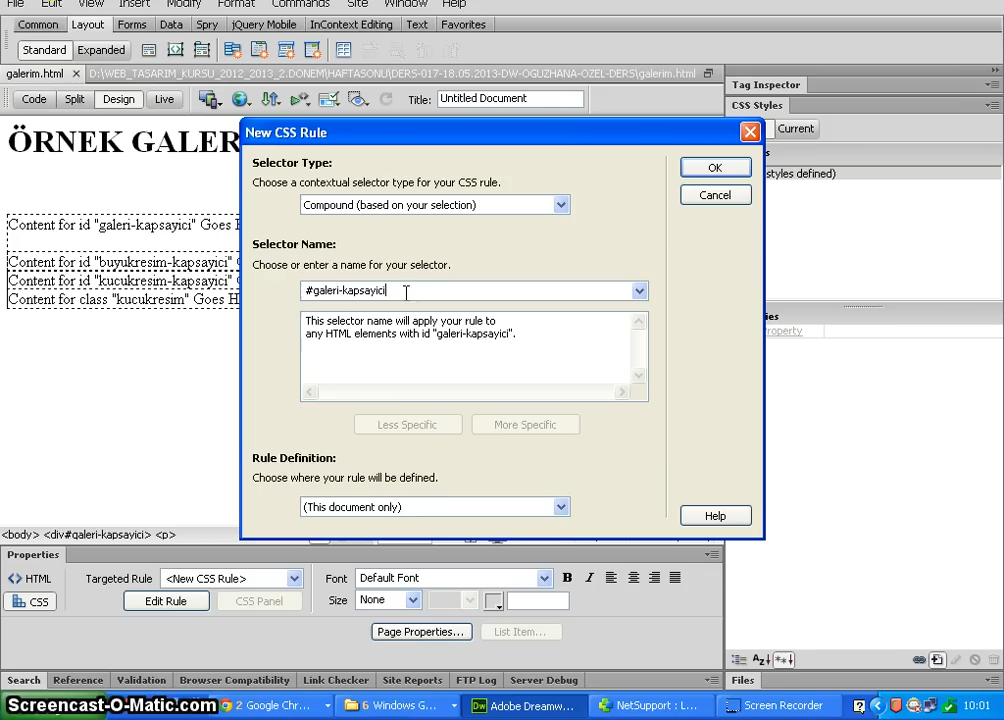 File Edit View Insert Modify Format Commands Site Window Help
Common Layout Forms Data Spry jQuery Mobile InContext Editing Text Favorites
Standard Expanded
galerim.html × D:\WEB_TASARIM_KURSU_2012_2013_2.DONEM\HAFTASONU\DERS-017-18.05.2013-DW-OGUZHANA-OZEL-DERS\galerim.html
Code Split Design Live Title: Untitled Document
Tag Inspector
CSS Styles
Current
styles defined)
ÖRNEK GALER
Content for id "galeri-kapsayici" Goes H
Content for id "buyukresim-kapsayici"
Content for id "kucukresim-kapsayici"
Content for class "kucukresim" Goes H
New CSS Rule
Selector Type:
Choose a contextual selector type for your CSS rule.
Compound (based on your selection)
OK
Cancel
Selector Name:
Choose or enter a name for your selector.
#galeri-kapsayici
This selector name will apply your rule to
any HTML elements with id "galeri-kapsayici".
Less Specific More Specific
Rule Definition:
Choose where your rule will be defined.
(This document only)
Help
ies
roperty
<body> <div#galeri-kapsayici> <p>
Properties
<> HTML Targeted Rule <New CSS Rule> Font Default Font B I
CSS Edit Rule CSS Panel Size None
Page Properties... List Item...
Search Reference Validation Browser Compatibility Link Checker Site Reports FTP Log Server Debug
Files
Screencast-O-Matic.com 2 Google Chr... 6 Windows G... Adobe Dreamw... NetSupport : L... Screen Recorder 10:01